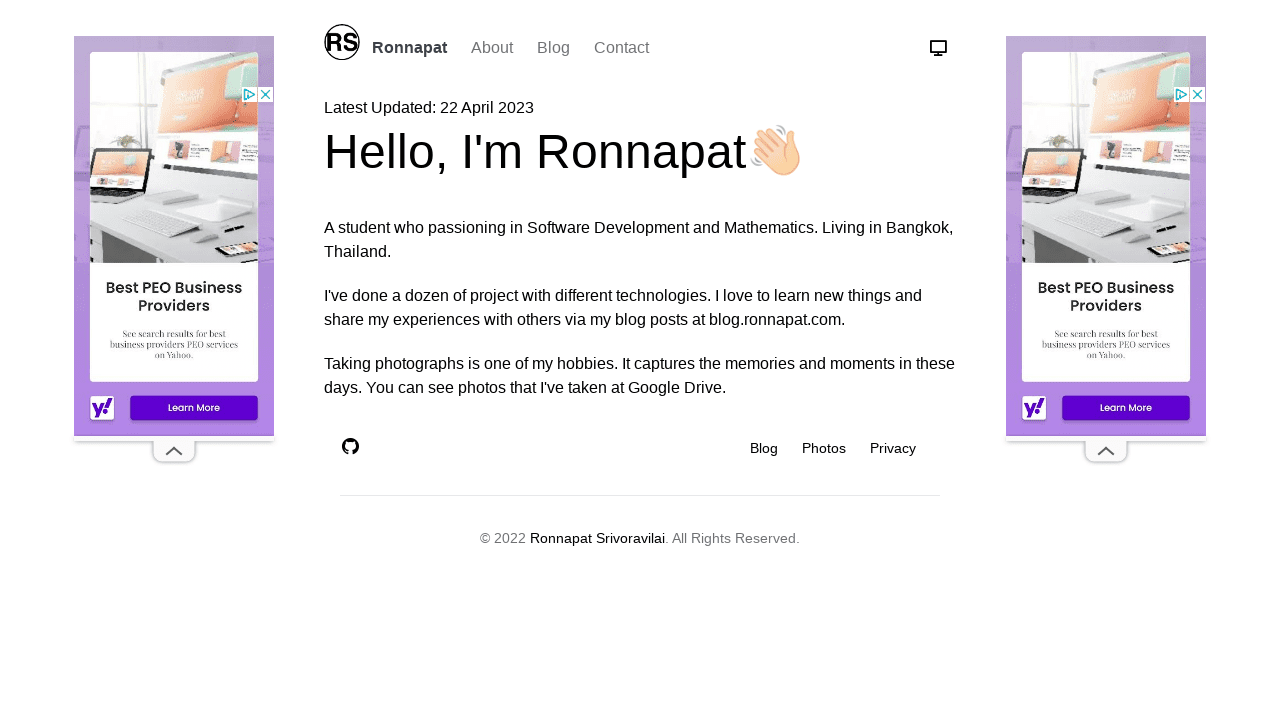 RS
Ronnapat
About
Blog
Contact
Latest Updated: 22 April 2023
Hello, I'm Ronnapat👋🏻
A student who passioning in Software Development and Mathematics. Living in Bangkok,
Thailand.
I've done a dozen of project with different technologies. I love to learn new things and
share my experiences with others via my blog posts at blog.ronnapat.com.
Taking photographs is one of my hobbies. It captures the memories and moments in these
days. You can see photos that I've taken at Google Drive.
Blog
Photos
Privacy
© 2022 Ronnapat Srivoravilai. All Rights Reserved.
Best PEO Business
Providers
See search results for best
business providers PEO services
on Yahoo.
y!
Learn More
Best PEO Business
Providers
See search results for best
business providers PEO services
on Yahoo.
y!
Learn More